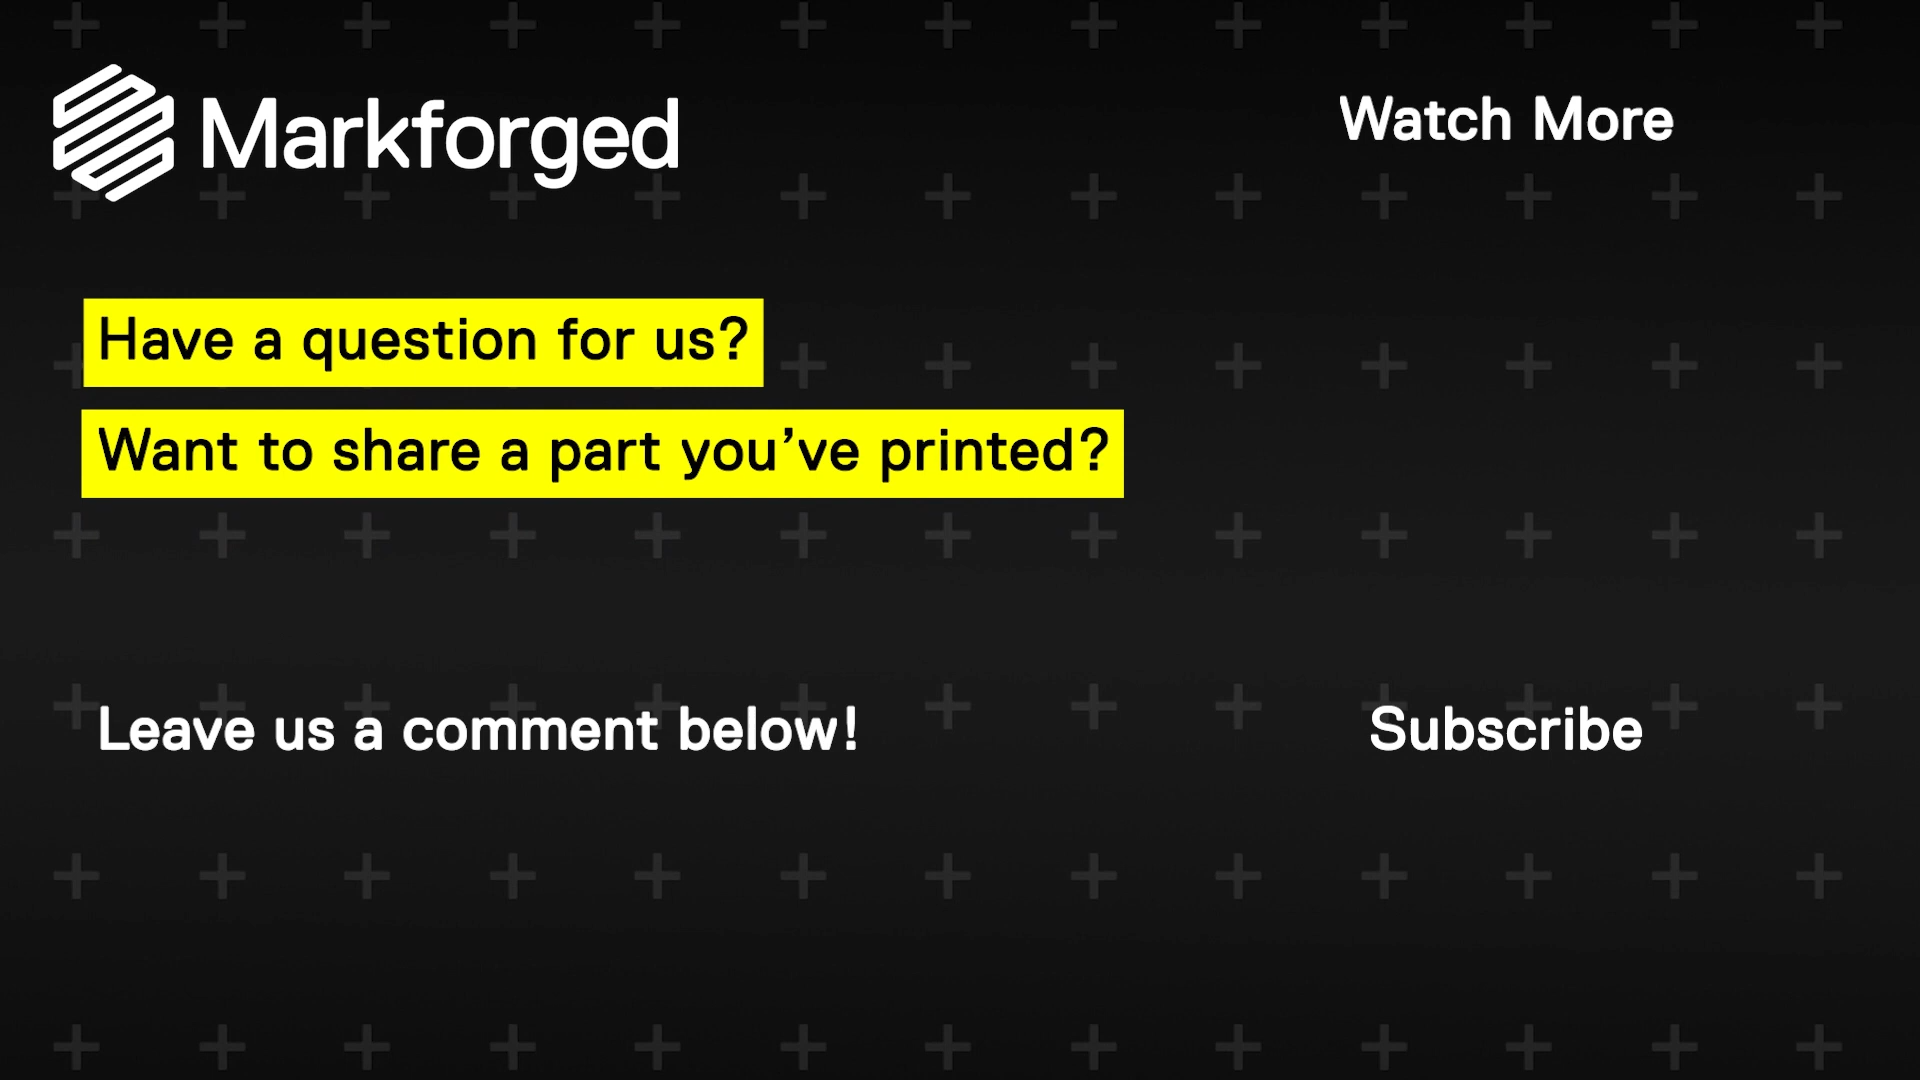 Markforged
Watch More
Have a question for us?
Want to share a part you’ve printed?
Leave us a comment below!
Subscribe